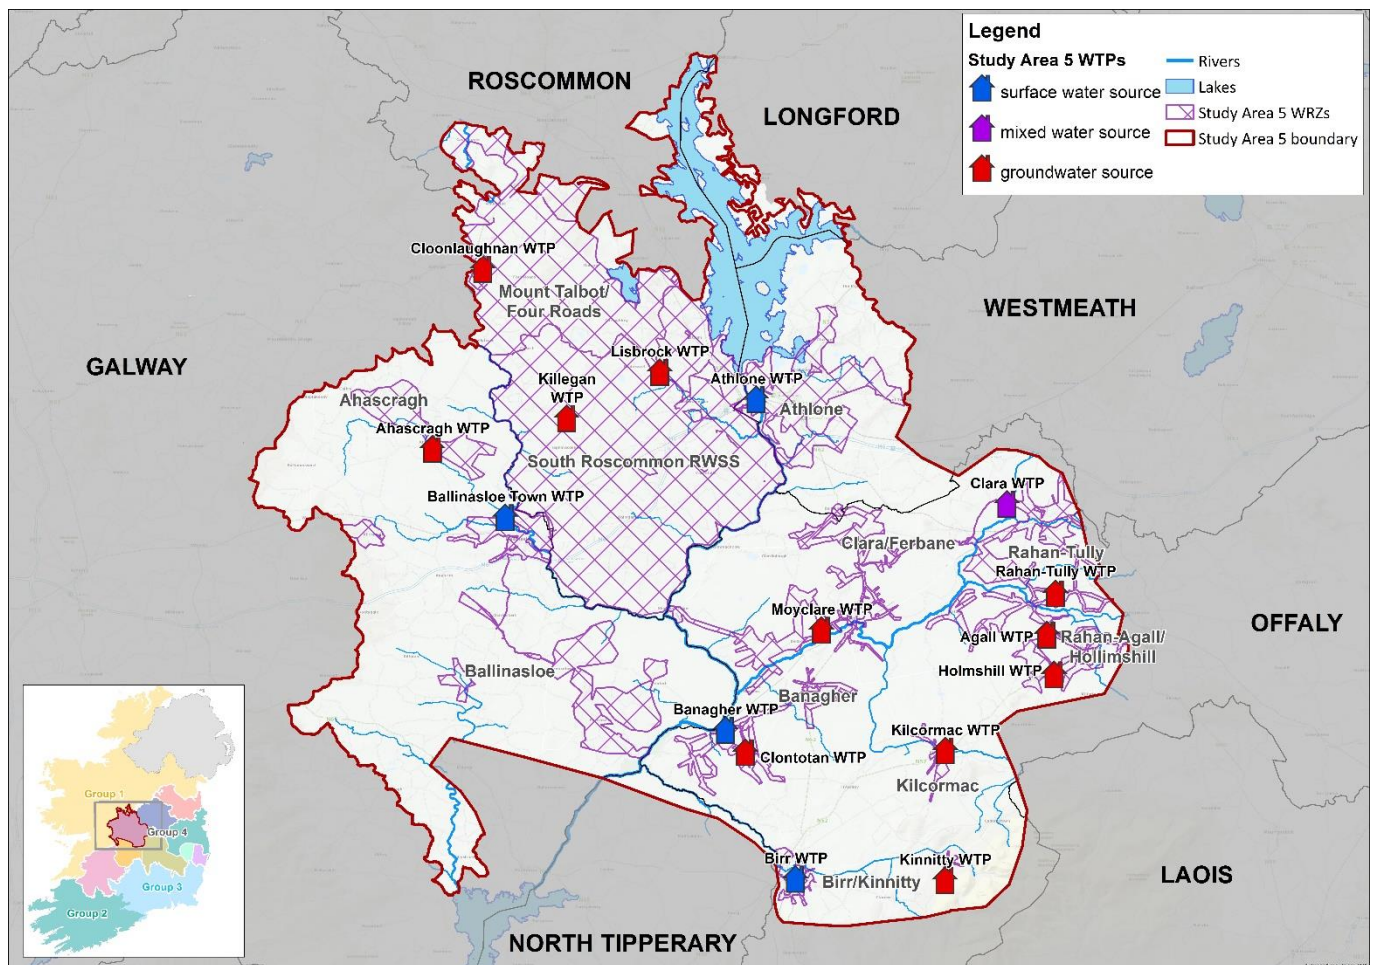 Legend
Study Area 5 WTPs
surface water source
mixed water source
groundwater source
Rivers
Lakes
Study Area 5 WRZs
Study Area 5 boundary
ROSCOMMON
LONGFORD
WESTMEATH
GALWAY
OFFALY
LAOIS
NORTH TIPPERARY
Cloonlaughnan WTP
Mount Talbot/
Four Roads
Lisbrock WTP
Killegan
WTP
Athlone WTP
Athlone
Ahascragh
Ahascragh WTP
South Roscommon RWSS
Ballinasloe Town WTP
Clara WTP
Clara/Ferbane
Rahan-Tully
Rahan-Tully WTP
Moyclare WTP
Agall WTP
Rahan-Agall/
Hollimshill
Holmshill WTP
Ballinasloe
Banagher
Banagher WTP
Clontotan WTP
Kilcormac WTP
Kilcormac
Birr WTP
Birr/Kinnitty
Kinnitty WTP
Group 1
Group 4
Group 3
Group 2